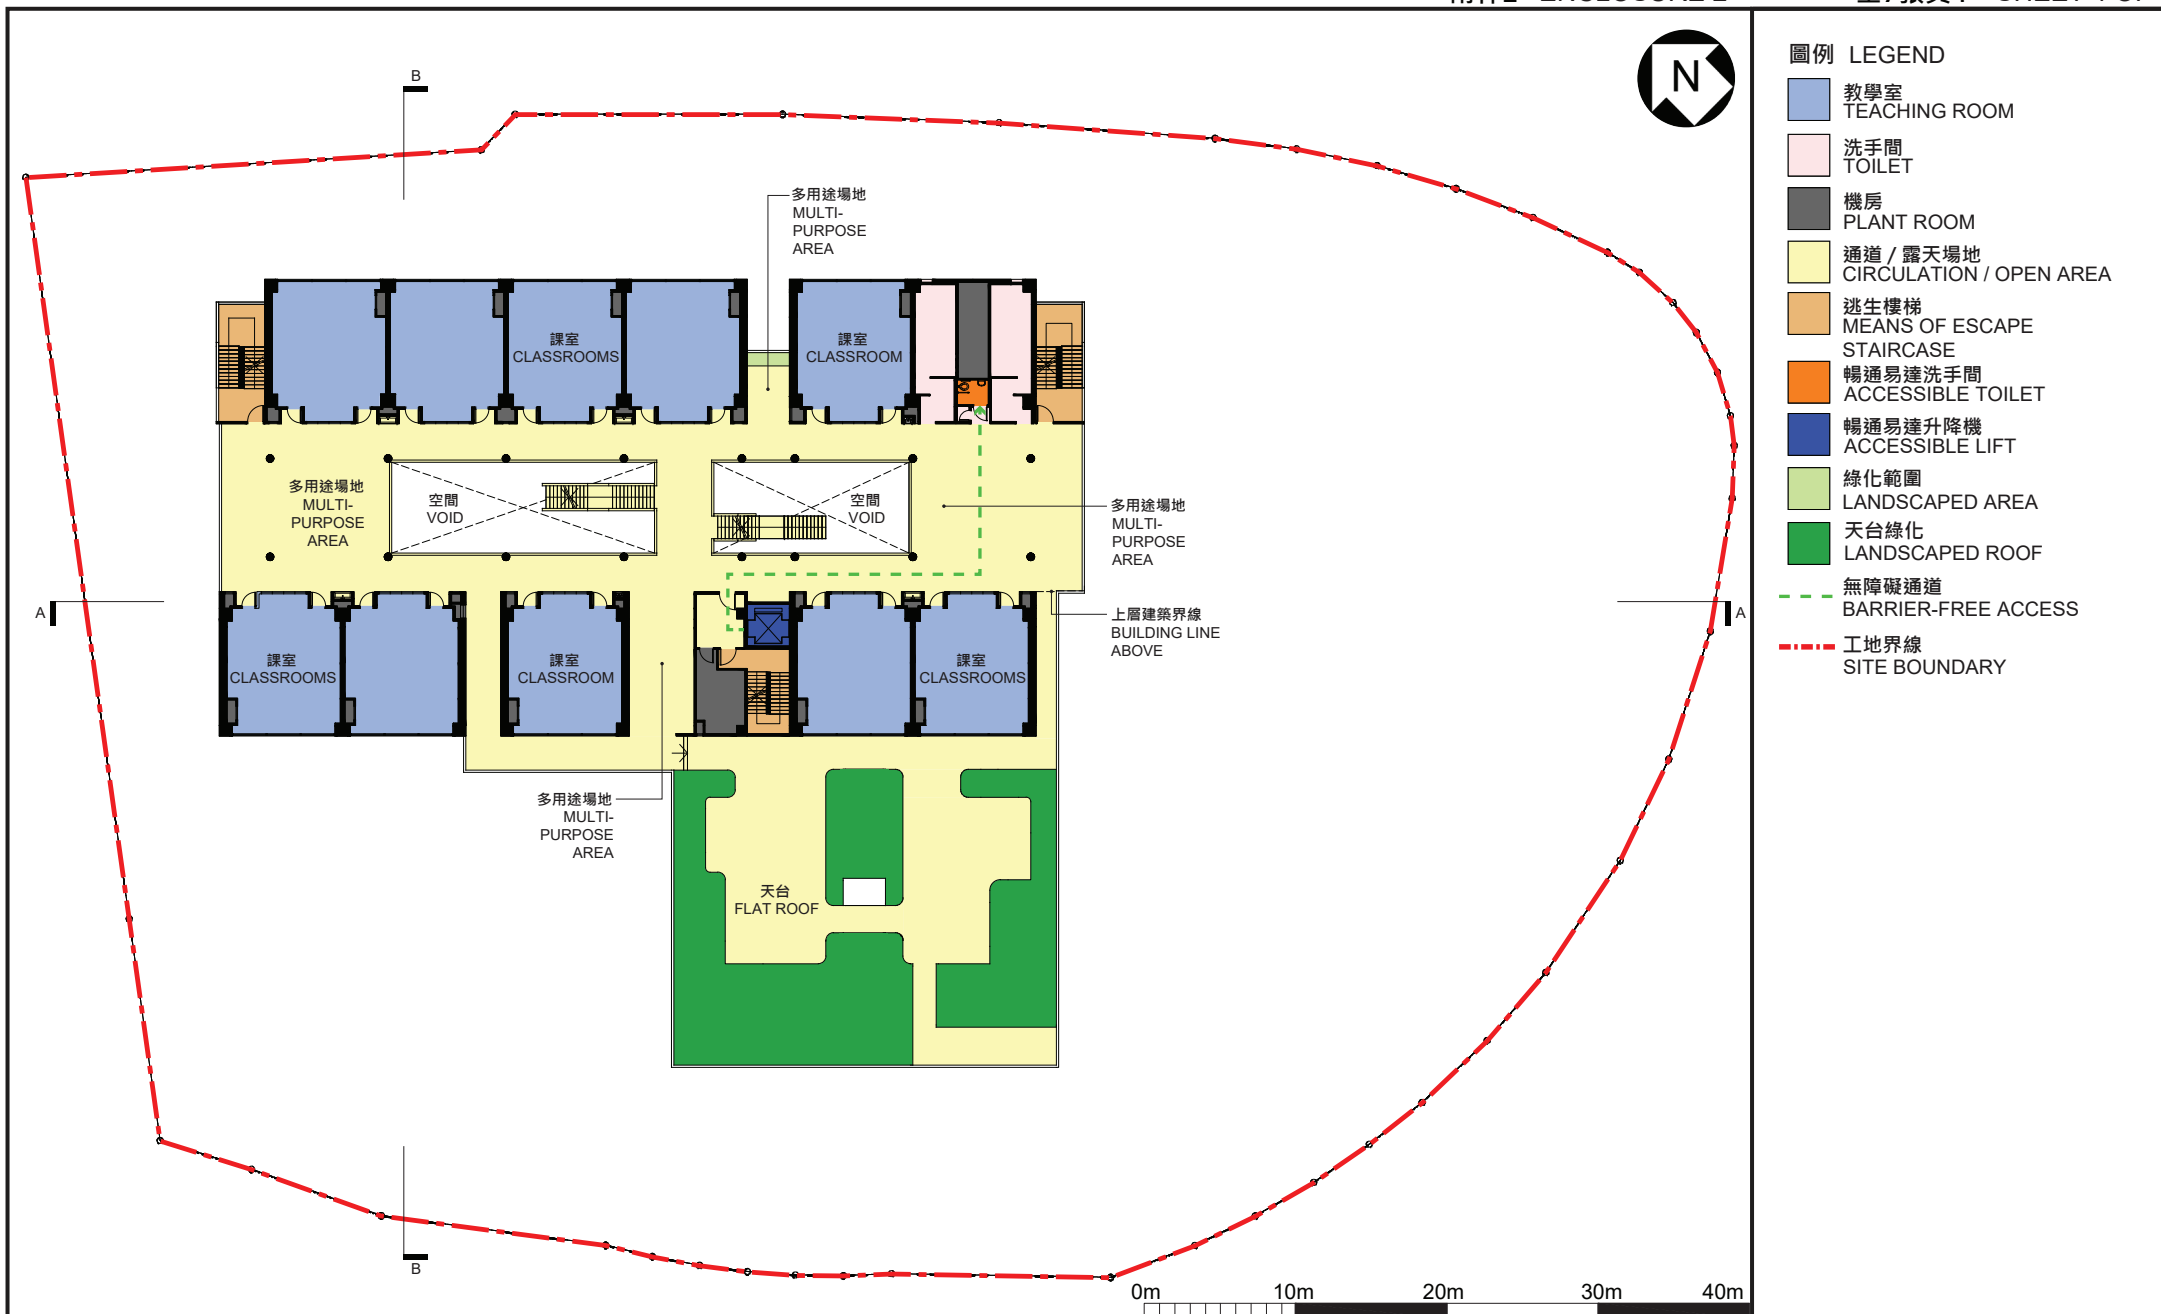 圖例 LEGEND
教學室
TEACHING ROOM
洗手間
TOILET
機房
PLANT ROOM
通道 / 露天場地
CIRCULATION / OPEN AREA
逃生樓梯
MEANS OF ESCAPE
STAIRCASE
暢通易達洗手間
ACCESSIBLE TOILET
暢通易達升降機
ACCESSIBLE LIFT
綠化範圍
LANDSCAPED AREA
天台綠化
LANDSCAPED ROOF
無障礙通道
BARRIER-FREE ACCESS
工地界線
SITE BOUNDARY
N
B
多用途場地
MULTI-
PURPOSE
AREA
課室
CLASSROOMS
課室
CLASSROOM
多用途場地
MULTI-
PURPOSE
AREA
空間
VOID
空間
VOID
多用途場地
MULTI-
PURPOSE
AREA
A
A
上層建築界線
BUILDING LINE
ABOVE
課室
CLASSROOMS
課室
CLASSROOM
課室
CLASSROOMS
多用途場地
MULTI-
PURPOSE
AREA
天台
FLAT ROOF
B
0m 10m 20m 30m 40m